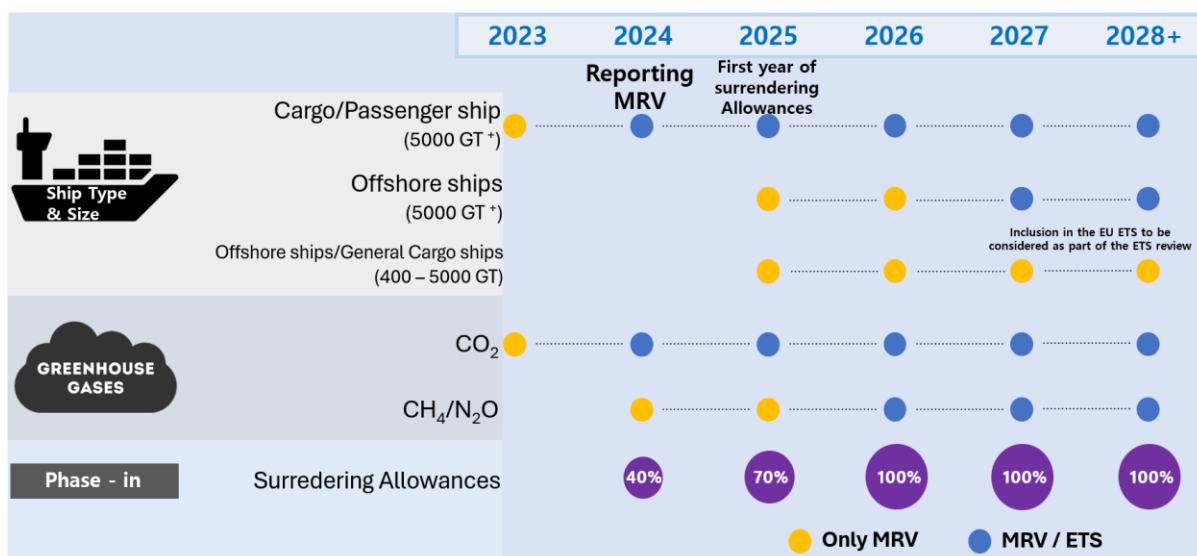 2023 2024 2025 2026 2027 2028+
Reporting
MRV
First year of
surrendering
Allowances
Ship Type
& Size
Cargo/Passenger ship
(5000 GT +)
Offshore ships
(5000 GT +)
Inclusion in the EU ETS to be
considered as part of the ETS review
Offshore ships/General Cargo ships
(400 – 5000 GT)
GREENHOUSE
GASES
CO₂
CH₄/N₂O
Phase - in
Surredering Allowances
40% 70% 100% 100% 100%
Only MRV MRV / ETS